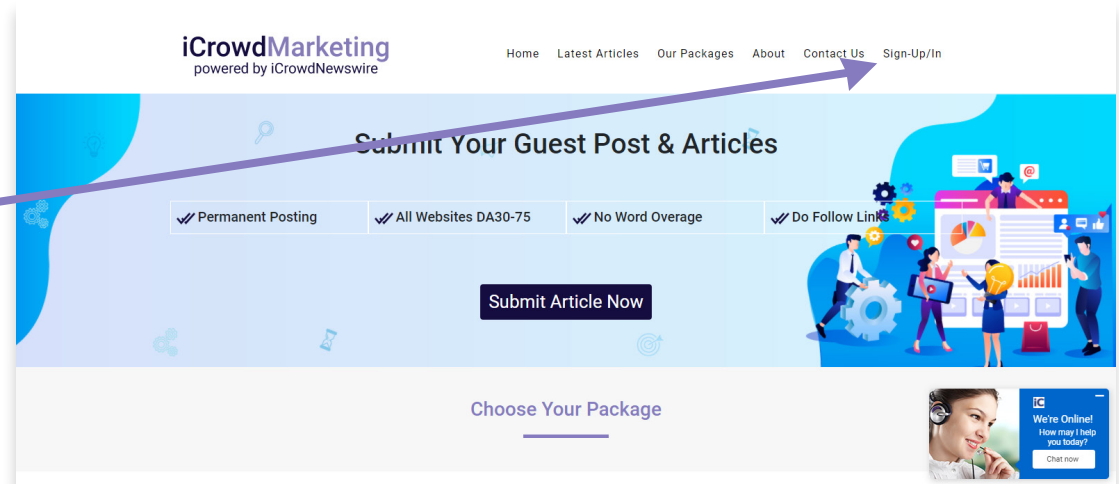 iCrowdMarketing
powered by iCrowdNewswire
Home Latest Articles Our Packages About Contact Us Sign-Up/In
Submit Your Guest Post & Articles
Permanent Posting
All Websites DA30-75
No Word Overage
Do Follow Links
Submit Article Now
Choose Your Package
iC
We're Online!
How may I help
you today?
Chat now